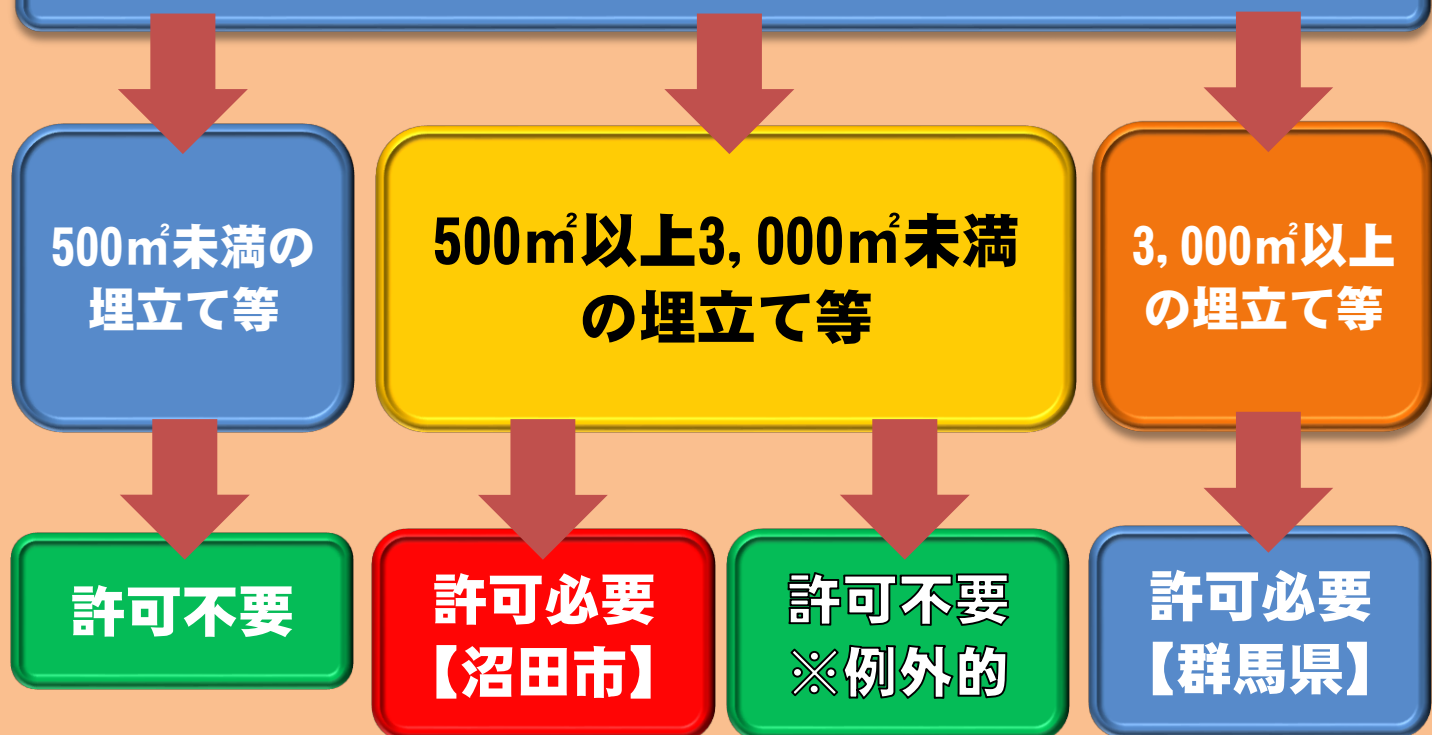 500㎡未満の
埋立て等
500㎡以上3,000㎡未満
の埋立て等
3,000㎡以上
の埋立て等
許可不要
許可必要
【沼田市】
許可不要
※例外的
許可必要
【群馬県】